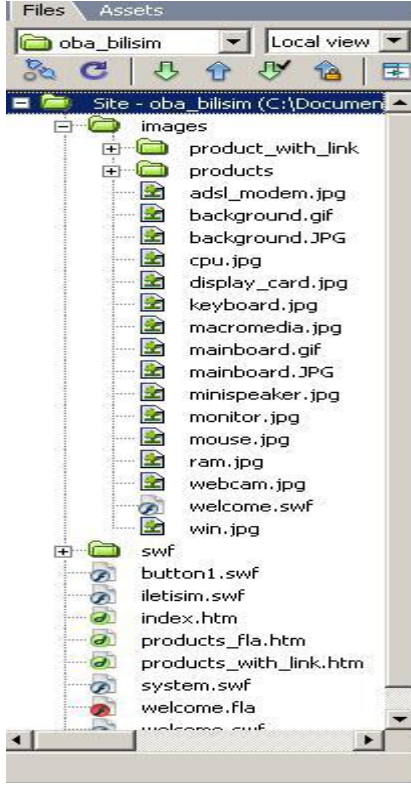 Files Assets
oba_bilisim Local view
Site - oba_bilisim (C:\Documen
images
product_with_link
products
adsl_modem.jpg
background.gif
background.JPG
cpu.jpg
display_card.jpg
keyboard.jpg
macromedia.jpg
mainboard.gif
mainboard.JPG
minispeaker.jpg
monitor.jpg
mouse.jpg
ram.jpg
webcam.jpg
welcome.swf
win.jpg
swf
button1.swf
iletisim.swf
index.htm
products_fla.htm
products_with_link.htm
system.swf
welcome.fla
welcome.swf